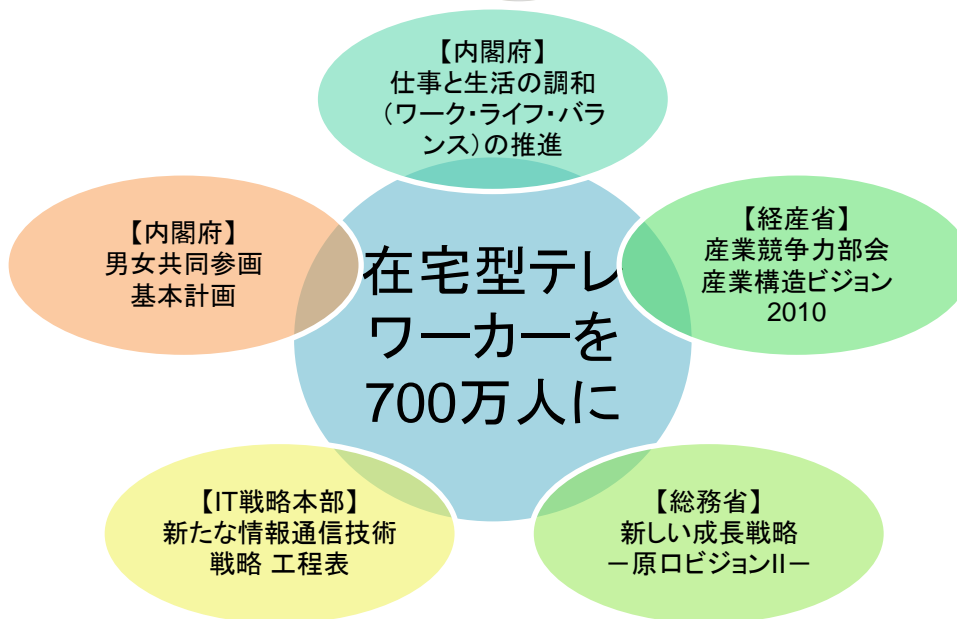 【内閣府】
仕事と生活の調和
(ワーク・ライフ・バラ
ンス)の推進
【内閣府】
男女共同参画
基本計画
在宅型テレ
ワーカーを
700万人に
【経産省】
産業競争力部会
産業構造ビジョン
2010
【IT戦略本部】
新たな情報通信技術
戦略 工程表
【総務省】
新しい成長戦略
－原口ビジョンII－